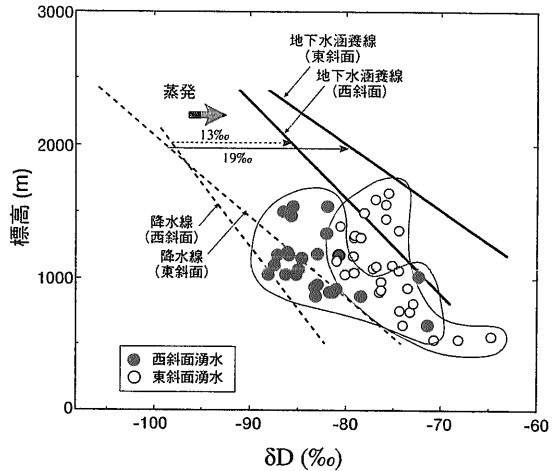 3000
2000
1000
0
標高 (m)
地下水涵養線
(東斜面)
地下水涵養線
(西斜面)
蒸発
13‰
19‰
降水線
(西斜面)
降水線
(東斜面)
西斜面湧水
東斜面湧水
-100
-90
-80
-70
-60
δD (‰)